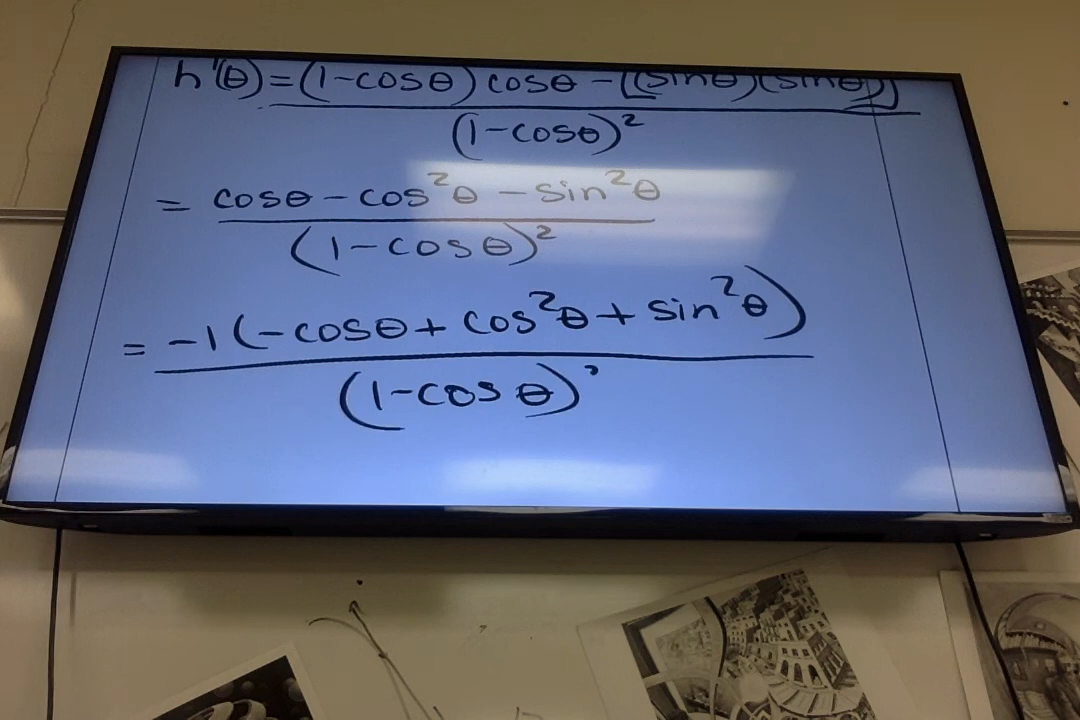 h'(θ)=(1-cosθ)cosθ-[(sinθ)(sinθ)]
(1-cosθ)²
= cosθ-cos²θ-sin²θ
(1-cosθ)²
= -1(-cosθ+cos²θ+sin²θ)
(1-cosθ)²